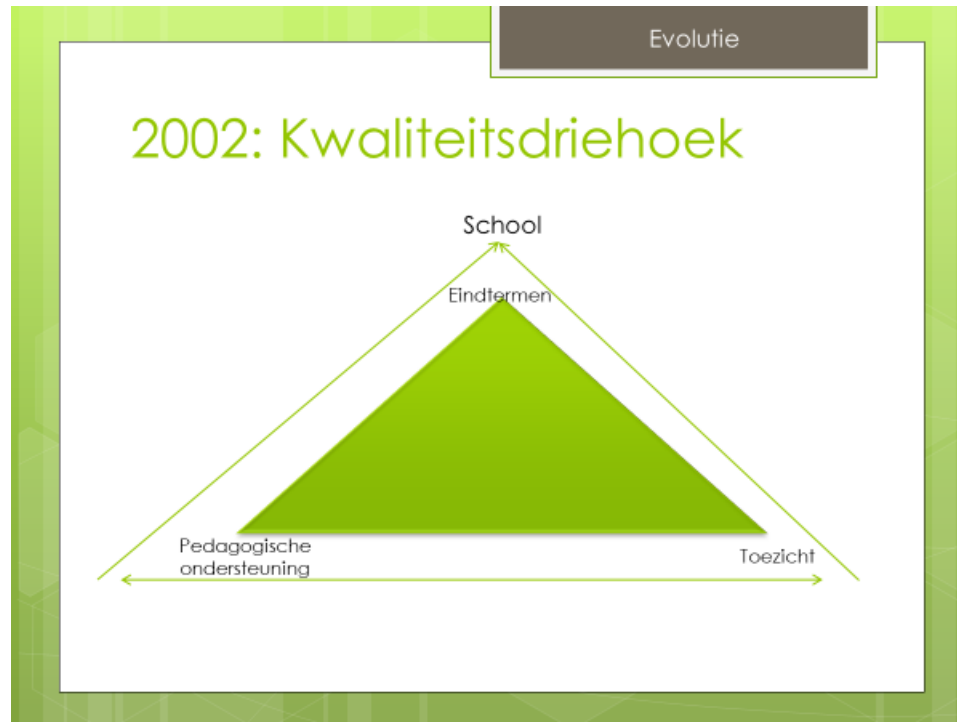 Evolutie
2002: Kwaliteitsdriehoek
School
Eindtermen
Pedagogische
ondersteuning
Toezicht